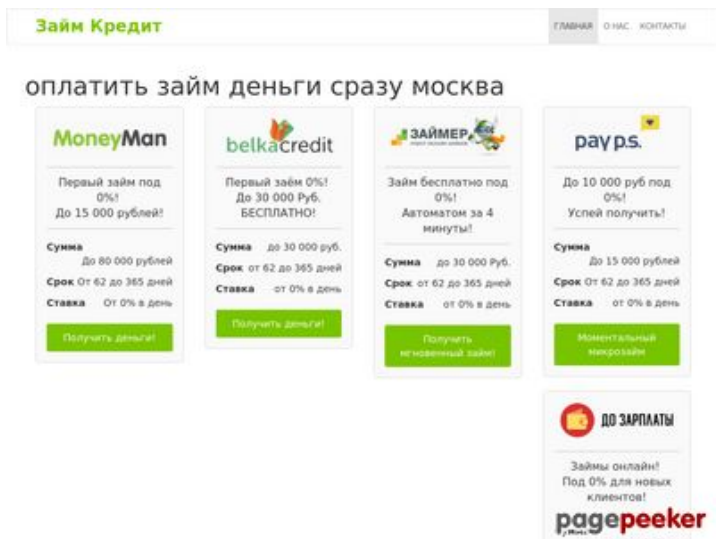 Займ Кредит
ГЛАВНАЯ О НАС. КОНТАКТЫ
оплатить займ деньги сразу москва
MoneyMan
Первый займ под
0%!
До 15 000 рублей!
Сумма
До 80 000 рублей
Срок От 62 до 365 дней
Ставка От 0% в день
Получить деньги!
belkacredit
Первый заём 0%!
До 30 000 Руб.
БЕСПЛАТНО!
Сумма до 30 000 руб.
Срок от 62 до 365 дней
Ставка от 0% в день
Получить деньги!
ЗАЙМЕР
Займ бесплатно под
0%!
Автоматом за 4
минуты!
Сумма до 30 000 Руб.
Срок от 62 до 365 дней
Ставка от 0% в день
Получить
мгновенный займ!
pay p.s.
До 10 000 руб под
0%!
Успей получить!
Сумма
До 15 000 рублей
Срок От 62 до 365 дней
Ставка от 0% в день
Моментальный
микрозайм
ДО ЗАРПЛАТЫ
Займы онлайн!
Под 0% для новых
клиентов!
pagepeeker